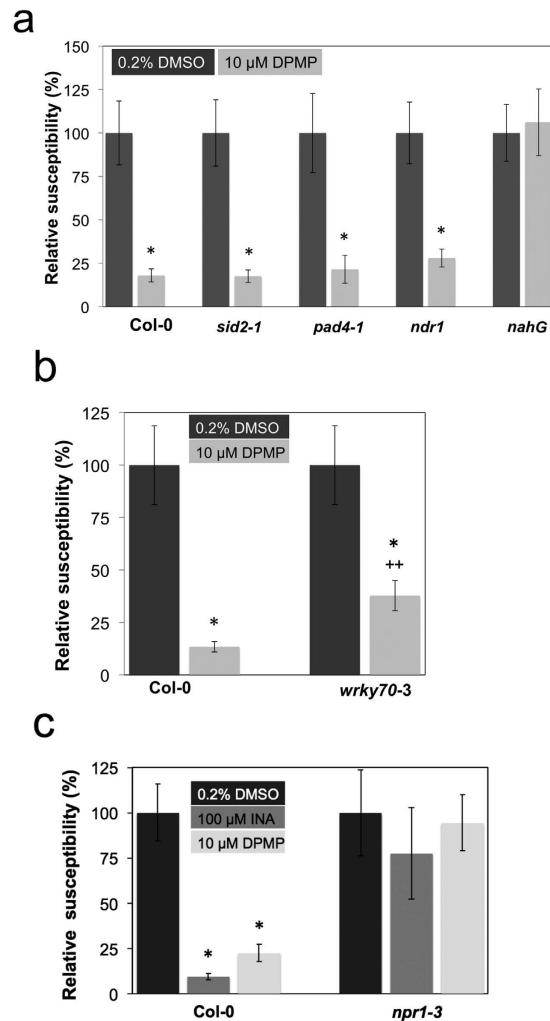 a
Relative susceptibility (%)
150
125
100
75
50
25
0
0.2% DMSO 10 µM DPMP
* * * *
Col-0 sid2-1 pad4-1 ndr1 nahG
b
Relative susceptibility (%)
125
100
75
50
25
0
0.2% DMSO
10 µM DPMP
*
*
++
Col-0 wrky70-3
c
Relative susceptibility (%)
125
100
75
50
25
0
0.2% DMSO
100 µM INA
10 µM DPMP
* *
Col-0 npr1-3